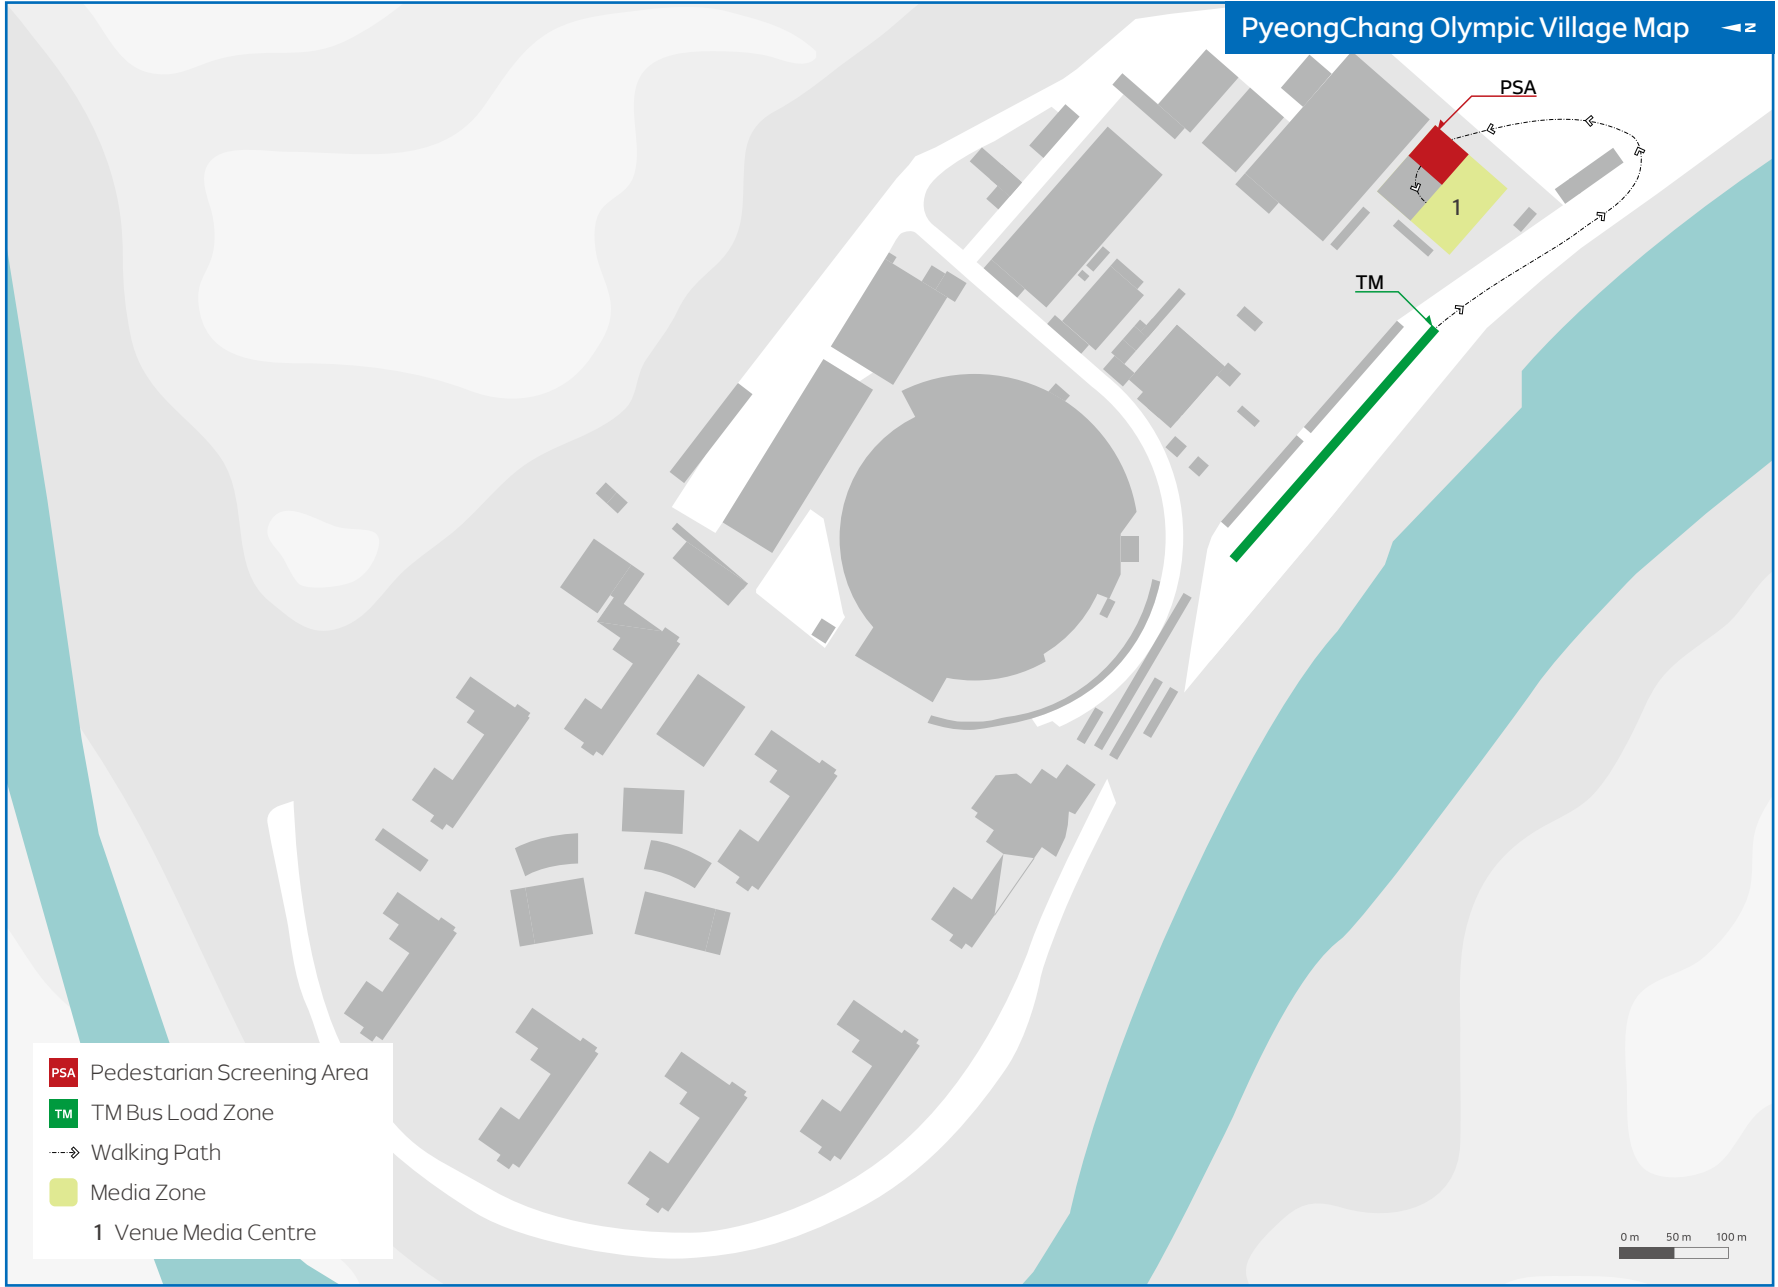 PyeongChang Olympic Village Map
N
PSA
1
TM
PSA Pedestarian Screening Area
TM TM Bus Load Zone
Walking Path
Media Zone
1 Venue Media Centre
0 m 50 m 100 m